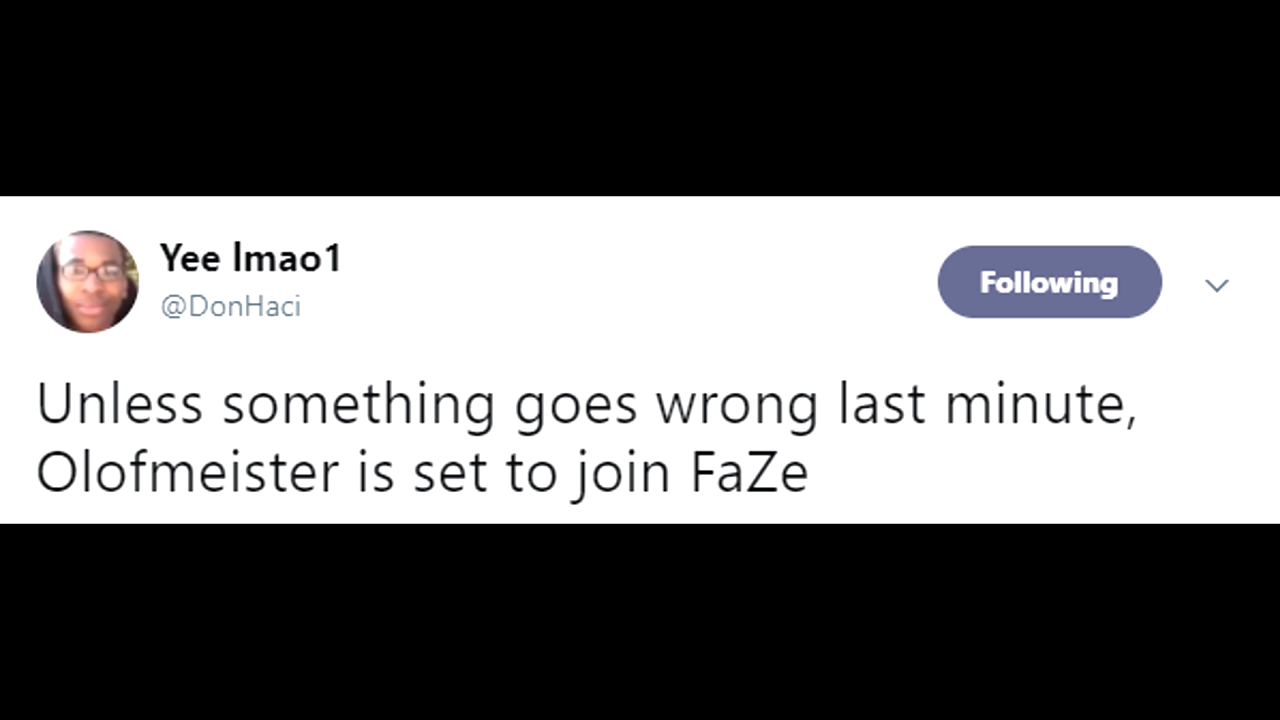 Yee lmao1
@DonHaci
Following
Unless something goes wrong last minute,
Olofmeister is set to join FaZe